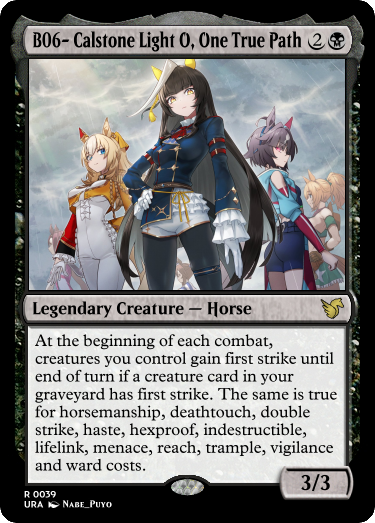 B06- Calstone Light O, One True Path 2
Legendary Creature — Horse
At the beginning of each combat,
creatures you control gain first strike until
end of turn if a creature card in your
graveyard has first strike. The same is true
for horsemanship, deathtouch, double
strike, haste, hexproof, indestructible,
lifelink, menace, reach, trample, vigilance
and ward costs.
3/3
R 0039
URA Nabe_Puyo